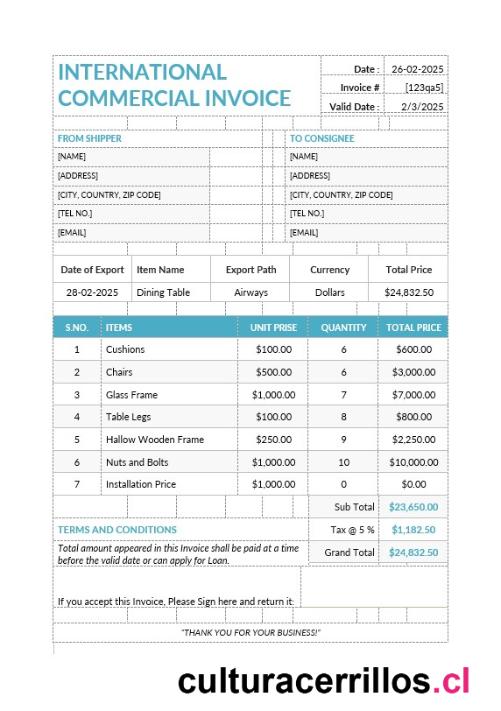 INTERNATIONAL
COMMERCIAL INVOICE
Date : 26-02-2025
Invoice # [123qa5]
Valid Date : 2/3/2025
FROM SHIPPER TO CONSIGNEE
[NAME] [NAME]
[ADDRESS] [ADDRESS]
[CITY, COUNTRY, ZIP CODE] [CITY, COUNTRY, ZIP CODE]
[TEL NO.] [TEL NO.]
[EMAIL] [EMAIL]
Date of Export Item Name Export Path Currency Total Price
28-02-2025 Dining Table Airways Dollars $24,832.50
S.NO. ITEMS UNIT PRISE QUANTITY TOTAL PRICE
1 Cushions $100.00 6 $600.00
2 Chairs $500.00 6 $3,000.00
3 Glass Frame $1,000.00 7 $7,000.00
4 Table Legs $100.00 8 $800.00
5 Hallow Wooden Frame $250.00 9 $2,250.00
6 Nuts and Bolts $1,000.00 10 $10,000.00
7 Installation Price $1,000.00 0 $0.00
Sub Total $23,650.00
TERMS AND CONDITIONS Tax @ 5 % $1,182.50
Total amount appeared in this Invoice shall be paid at a time
before the valid date or can apply for Loan.
Grand Total $24,832.50
If you accept this Invoice, Please Sign here and return it:
"THANK YOU FOR YOUR BUSINESS!"
culturacerrillos.cl